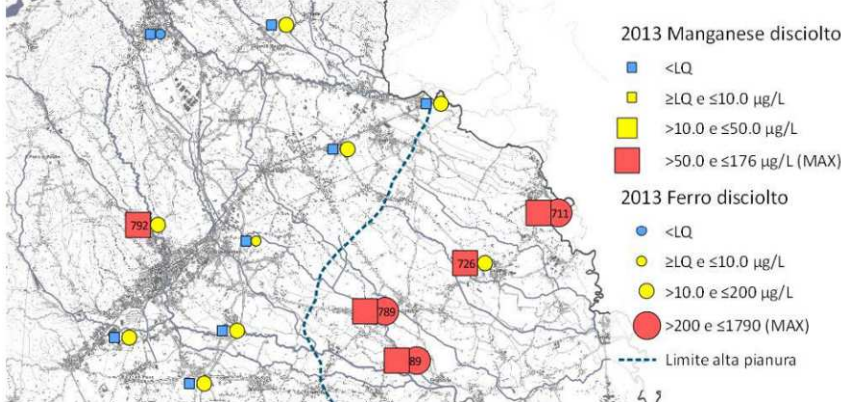 2013 Manganese disciolto
<LQ
≥LQ e ≤10.0 µg/L
>10.0 e ≤50.0 µg/L
>50.0 e ≤176 µg/L (MAX)
2013 Ferro disciolto
<LQ
≥LQ e ≤10.0 µg/L
>10.0 e ≤200 µg/L
>200 e ≤1790 (MAX)
Limite alta pianura
711
792
726
789
89